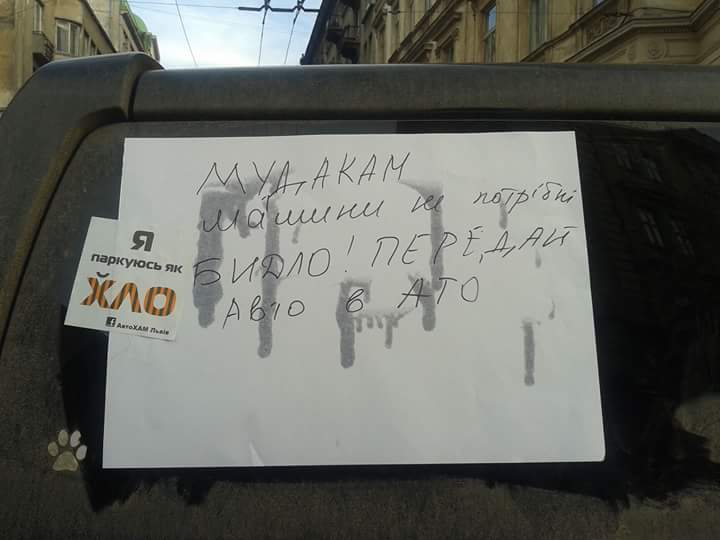 МУДАКАМ
машини не потрібні
БИДЛО! ПЕРЕДАЙ
АВТО в АТО
Я
паркуюсь як
ХЛО
АвтоХАМ Львів